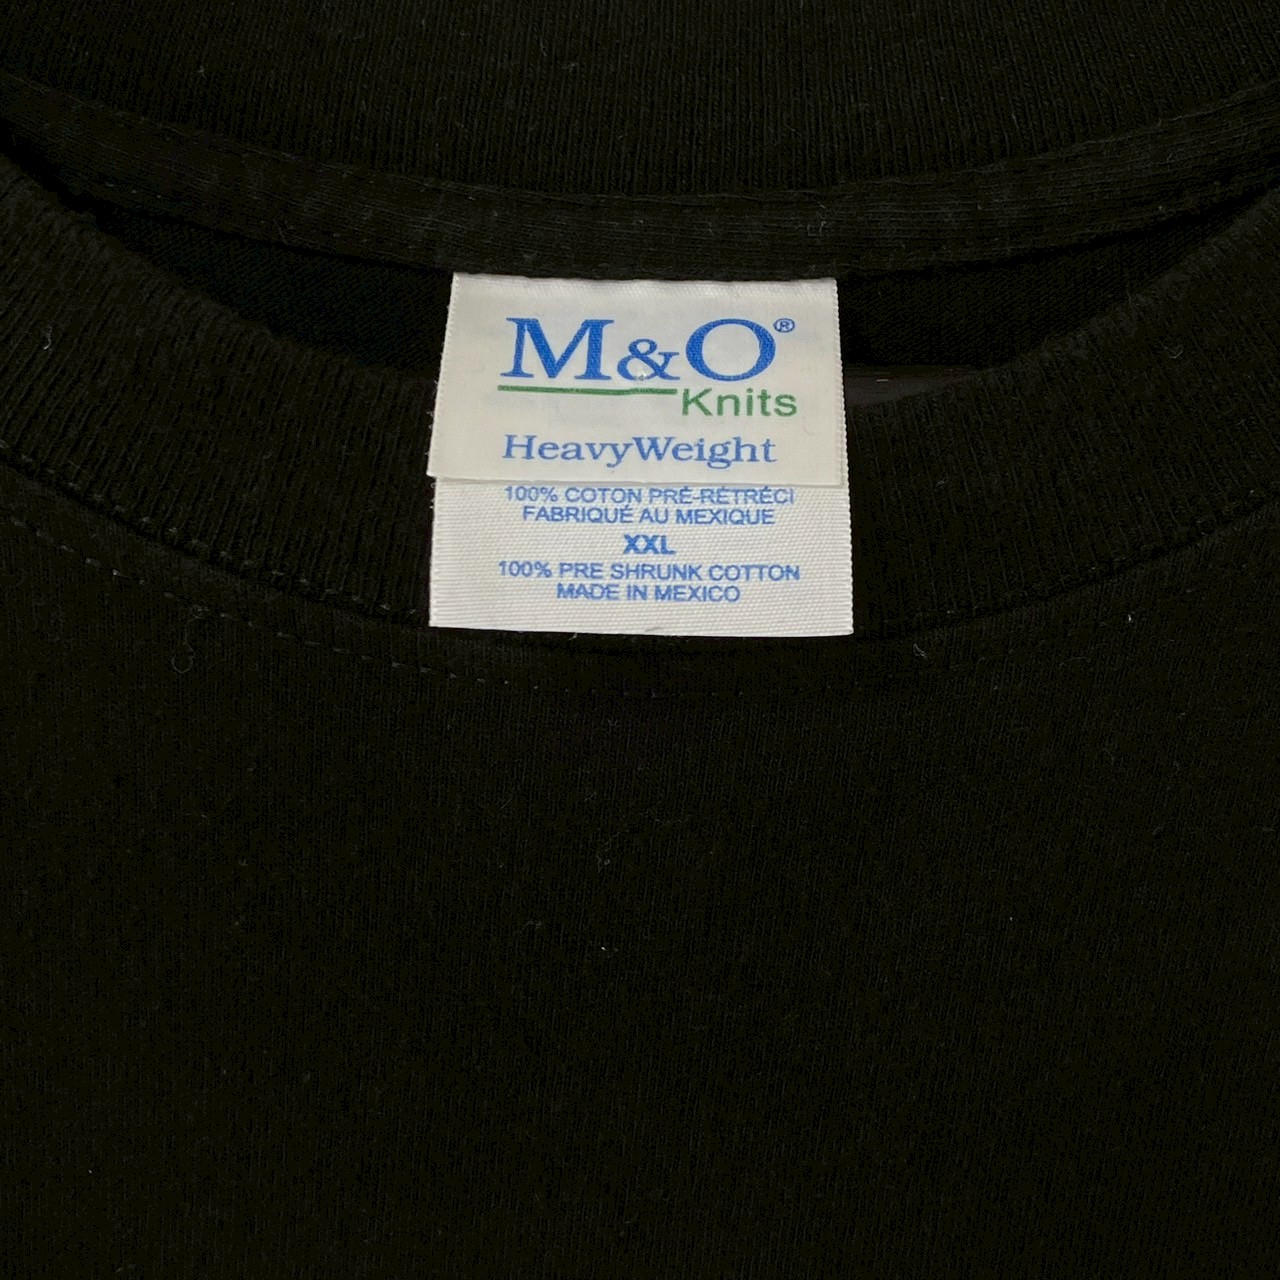 M&O®
Knits
HeavyWeight
100% COTON PRÉ-RÉTRÉCI
FABRIQUÉ AU MEXIQUE
XXL
100% PRE SHRUNK COTTON
MADE IN MEXICO